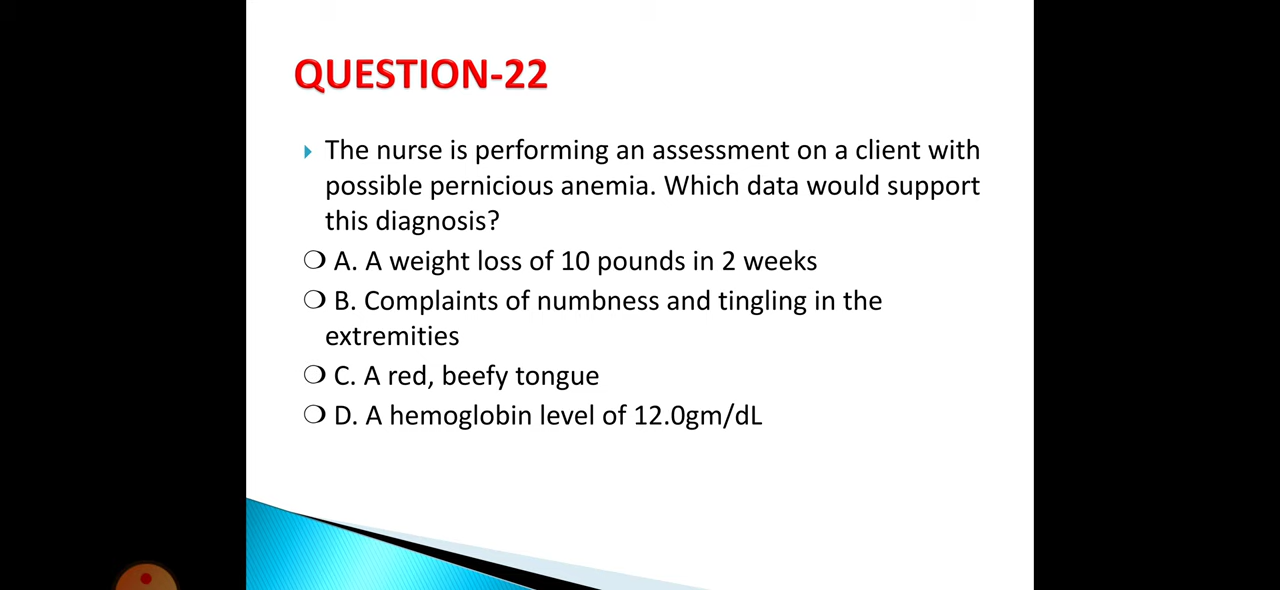 QUESTION-22
The nurse is performing an assessment on a client with
possible pernicious anemia. Which data would support
this diagnosis?
❍ A. A weight loss of 10 pounds in 2 weeks
❍ B. Complaints of numbness and tingling in the
extremities
❍ C. A red, beefy tongue
❍ D. A hemoglobin level of 12.0gm/dL